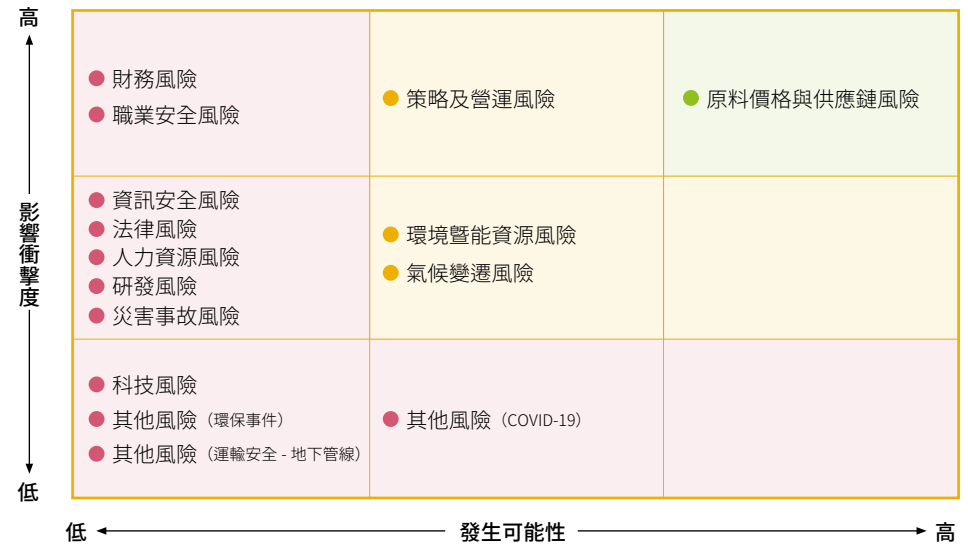 高
財務風險
職業安全風險
策略及營運風險
原料價格與供應鏈風險
影響衝擊度
資訊安全風險
法律風險
人力資源風險
研發風險
災害事故風險
環境暨能資源風險
氣候變遷風險
科技風險
其他風險（環保事件）
其他風險（運輸安全 - 地下管線）
其他風險（COVID-19）
低
低
發生可能性
高